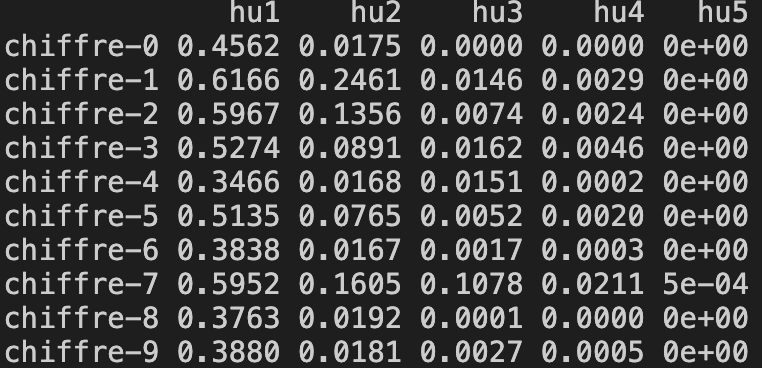 hu1 hu2 hu3 hu4 hu5
chiffre-0 0.4562 0.0175 0.0000 0.0000 0e+00
chiffre-1 0.6166 0.2461 0.0146 0.0029 0e+00
chiffre-2 0.5967 0.1356 0.0074 0.0024 0e+00
chiffre-3 0.5274 0.0891 0.0162 0.0046 0e+00
chiffre-4 0.3466 0.0168 0.0151 0.0002 0e+00
chiffre-5 0.5135 0.0765 0.0052 0.0020 0e+00
chiffre-6 0.3838 0.0167 0.0017 0.0003 0e+00
chiffre-7 0.5952 0.1605 0.1078 0.0211 5e-04
chiffre-8 0.3763 0.0192 0.0001 0.0000 0e+00
chiffre-9 0.3880 0.0181 0.0027 0.0005 0e+00